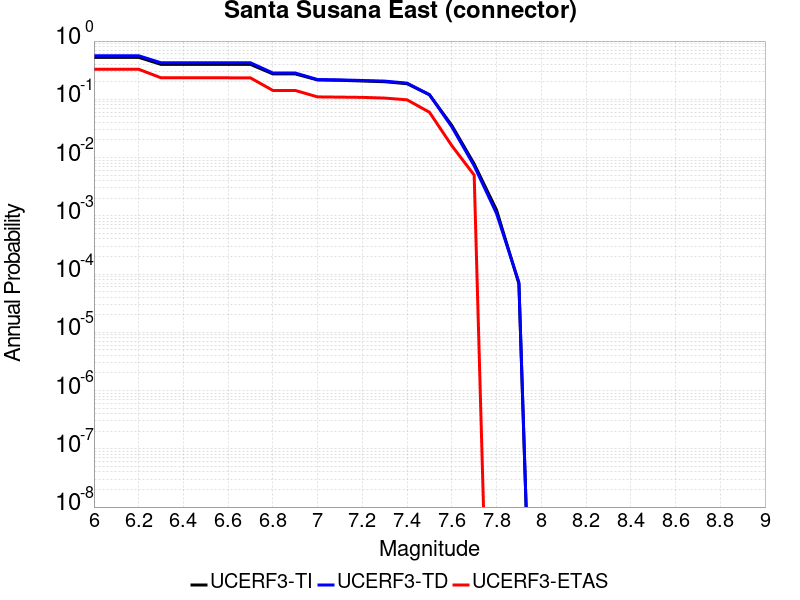 Santa Susana East (connector)
10^0
10^-1
10^-2
10^-3
10^-4
10^-5
10^-6
10^-7
10^-8
Annual Probability
6 6.2 6.4 6.6 6.8 7 7.2 7.4 7.6 7.8 8 8.2 8.4 8.6 8.8 9
Magnitude
UCERF3-TI UCERF3-TD UCERF3-ETAS